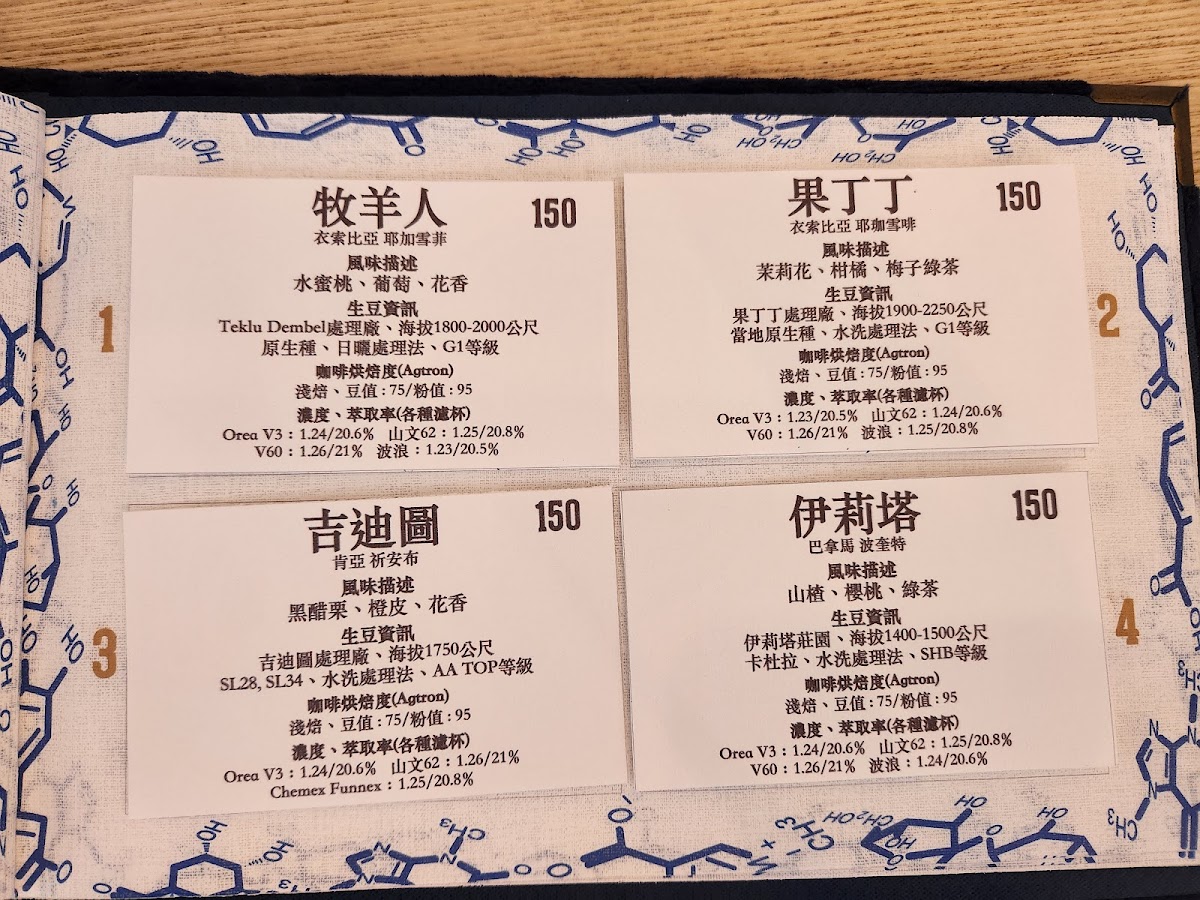 1
牧羊人 150
衣索比亞 耶加雪菲
風味描述
水蜜桃、葡萄、花香
生豆資訊
Teklu Dembel處理廠、海拔1800-2000公尺
原生種、日曬處理法、G1等級
咖啡烘焙度(Agtron)
淺焙、豆值:75/粉值:95
濃度、萃取率(各種濾杯)
Orea V3：1.24/20.6% 山文62：1.25/20.8%
V60：1.26/21% 波浪：1.23/20.5%
2
果丁丁 150
衣索比亞 耶珈雪啡
風味描述
茉莉花、柑橘、梅子綠茶
生豆資訊
果丁丁處理廠、海拔1900-2250公尺
當地原生種、水洗處理法、G1等級
咖啡烘焙度(Agtron)
淺焙、豆值:75/粉值:95
濃度、萃取率(各種濾杯)
Orea V3：1.23/20.5% 山文62：1.24/20.6%
V60：1.26/21% 波浪：1.25/20.8%
3
吉迪圖 150
肯亞 祈安布
風味描述
黑醋栗、橙皮、花香
生豆資訊
吉迪圖處理廠、海拔1750公尺
SL28, SL34、水洗處理法、AA TOP等級
咖啡烘焙度(Agtron)
淺焙、豆值:75/粉值:95
濃度、萃取率(各種濾杯)
Orea V3：1.24/20.6% 山文62：1.26/21%
Chemex Funnex：1.25/20.8%
4
伊莉塔 150
巴拿馬 波奎特
風味描述
山楂、櫻桃、綠茶
生豆資訊
伊莉塔莊園、海拔1400-1500公尺
卡杜拉、水洗處理法、SHB等級
咖啡烘焙度(Agtron)
淺焙、豆值:75/粉值:95
濃度、萃取率(各種濾杯)
Orea V3：1.24/20.6% 山文62：1.25/20.8%
V60：1.26/21% 波浪：1.24/20.6%